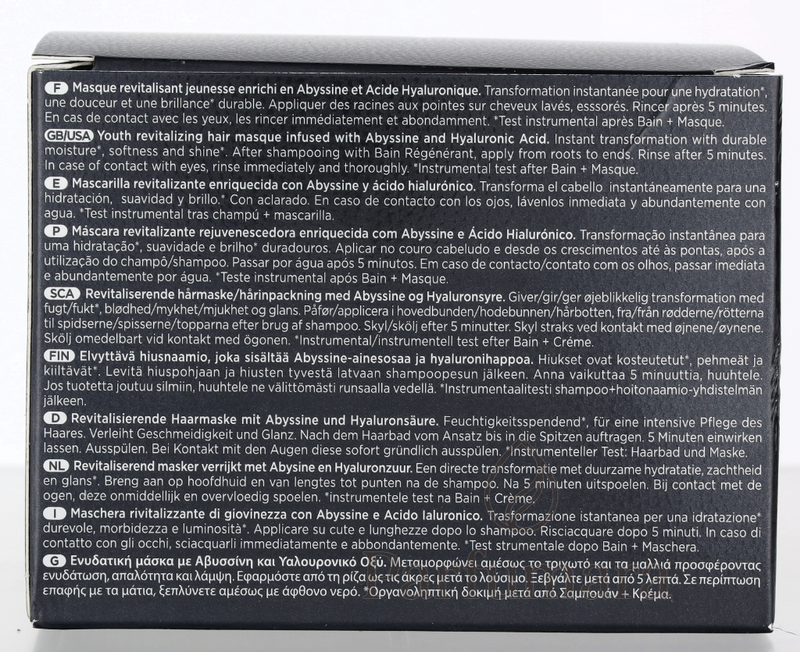 F Masque revitalisant jeunesse enrichi en Abyssine et Acide Hyaluronique. Transformation instantanée pour une hydratation*,
une douceur et une brillance* durable. Appliquer des racines aux pointes sur cheveux lavés, esssorés. Rincer après 5 minutes.
En cas de contact avec les yeux, les rincer immédiatement et abondamment. *Test instrumental après Bain + Masque.
GB/USA Youth revitalizing hair masque infused with Abyssine and Hyaluronic Acid. Instant transformation with durable
moisture*, softness and shine*. After shampooing with Bain Régénérant, apply from roots to ends. Rinse after 5 minutes.
In case of contact with eyes, rinse immediately and thoroughly. *Instrumental test after Bain + Masque.
E Mascarilla revitalizante enriquecida con Abyssine y ácido hialurónico. Transforma el cabello instantáneamente para una
hidratación, suavidad y brillo.* Con aclarado. En caso de contacto con los ojos, lávenlos inmediata y abundantemente con
agua. *Test instrumental tras champú + mascarilla.
P Máscara revitalizante rejuvenescedora enriquecida com Abyssine e Ácido Hialurónico. Transformação instantânea para
uma hidratação*, suavidade e brilho* duradouros. Aplicar no couro cabeludo e desde os crescimentos até às pontas, após a
utilização do champô/shampoo. Passar por água após 5 minutos. Em caso de contacto/contato com os olhos, passar imediata
e abundantemente por água. *Teste instrumental após Bain + Masque.
SCA Revitaliserende hårmaske/hårinpackning med Abyssine og Hyaluronsyre. Giver/gir/ger øjeblikkelig transformation med
fugt/fukt*, blødhed/mykhet/mjukhet og glans. Påfør/applicera i hovedbunden/hodebunnen/hårbotten, fra/från rødderne/rötterna
til spidserne/spisserne/topparna efter brug af shampoo. Skyl/skölj efter 5 minutter. Skyl straks ved kontakt med øjnene/øynene.
Skölj omedelbart vid kontakt med ögonen. *Instrumental/instrumentell test efter Bain + Créme.
FIN Elvyttävä hiusnaamio, joka sisältää Abyssine-ainesosaa ja hyaluronihappoa. Hiukset ovat kosteutetut*, pehmeät ja
kiiltävät*. Levitä hiuspohjaan ja hiusten tyvestä latvaan shampoopesun jälkeen. Anna vaikuttaa 5 minuuttia, huuhtele.
Jos tuotetta joutuu silmiin, huuhtele ne välittömästi runsaalla vedellä. *Instrumentaalitesti shampoo+hoitonaamio-yhdistelmän
jälkeen.
D Revitalisierende Haarmaske mit Abyssine und Hyaluronsäure. Feuchtigkeitsspendend*, für eine intensive Pflege des
Haares. Verleiht Geschmeidigkeit und Glanz. Nach dem Haarbad vom Ansatz bis in die Spitzen auftragen. 5 Minuten einwirken
lassen. Ausspülen. Bei Kontakt mit den Augen diese sofort gründlich ausspülen. *Instrumenteller Test: Haarbad und Maske.
NL Revitaliserend masker verrijkt met Abysine en Hyaluronzuur. Een directe transformatie met duurzame hydratatie, zachtheid
en glans*. Breng aan op hoofdhuid en van lengtes tot punten na de shampoo. Na 5 minuten uitspoelen. Bij contact met de
ogen, deze onmiddellijk en overvloedig spoelen. *instrumentele test na Bain + Crème.
I Maschera rivitalizzante di giovinezza con Abyssine e Acido Ialuronico. Trasformazione istantanea per una idratazione*
durevole, morbidezza e luminosità*. Applicare su cute e lunghezze dopo lo shampoo. Risciacquare dopo 5 minuti. In caso di
contatto con gli occhi, sciacquarli immediatamente e abbondantemente. *Test strumentale dopo Bain + Maschera.
G Ενυδατική μάσκα με Αβυσσίνη και Υαλουρονικό Οξύ. Μεταμορφώνει αμέσως το τριχωτό και τα μαλλιά προσφέροντας
ενυδάτωση, απαλότητα και λάμψη. Εφαρμόστε από τη ρίζα ως τις άκρες μετά το λούσιμο. Ξεβγάλτε μετά από 5 λεπτά. Σε περίπτωση
επαφής με τα μάτια, ξεπλύνετε αμέσως με άφθονο νερό. *Οργανοληπτική δοκιμή μετά από Σαμπουάν + Κρέμα.